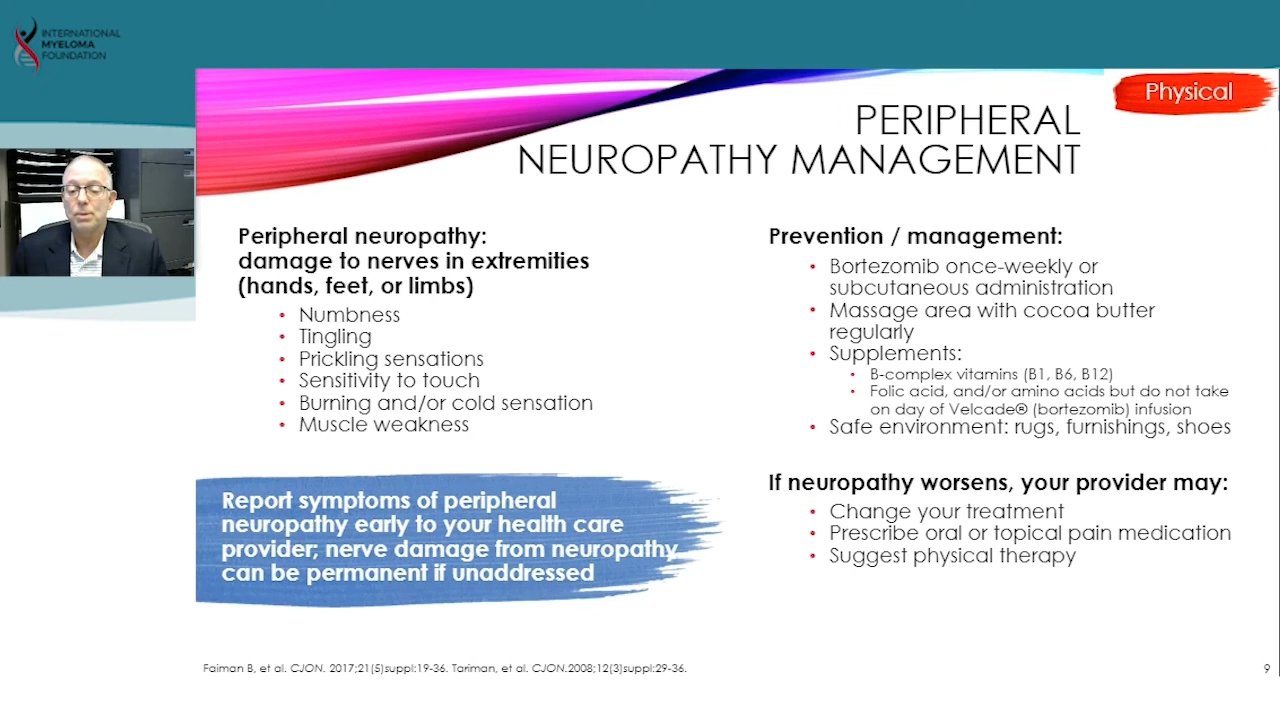 INTERNATIONAL
MYELOMA
FOUNDATION
Physical
PERIPHERAL
NEUROPATHY MANAGEMENT
Peripheral neuropathy:
damage to nerves in extremities
(hands, feet, or limbs)
• Numbness
• Tingling
• Prickling sensations
• Sensitivity to touch
• Burning and/or cold sensation
• Muscle weakness
Report symptoms of peripheral
neuropathy early to your health care
provider; nerve damage from neuropathy
can be permanent if unaddressed
Prevention / management:
• Bortezomib once-weekly or
subcutaneous administration
• Massage area with cocoa butter
regularly
• Supplements:
• B-complex vitamins (B1, B6, B12)
• Folic acid, and/or amino acids but do not take
on day of Velcade® (bortezomib) infusion
• Safe environment: rugs, furnishings, shoes
If neuropathy worsens, your provider may:
• Change your treatment
• Prescribe oral or topical pain medication
• Suggest physical therapy
Faiman B, et al. CJON. 2017;21(5)suppl:19-36. Tariman, et al. CJON.2008;12(3)suppl:29-36.
9